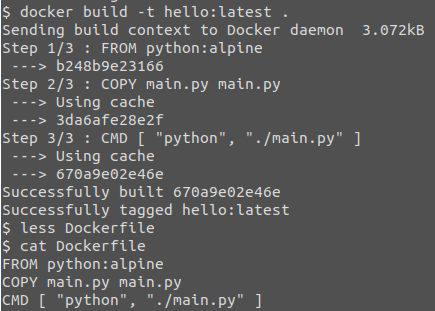 $ docker build -t hello:latest .
Sending build context to Docker daemon  3.072kB
Step 1/3 : FROM python:alpine
 ---> b248b9e23166
Step 2/3 : COPY main.py main.py
 ---> Using cache
 ---> 3da6afe28e2f
Step 3/3 : CMD [ "python", "./main.py" ]
 ---> Using cache
 ---> 670a9e02e46e
Successfully built 670a9e02e46e
Successfully tagged hello:latest
$ less Dockerfile
$ cat Dockerfile
FROM python:alpine
COPY main.py main.py
CMD [ "python", "./main.py" ]